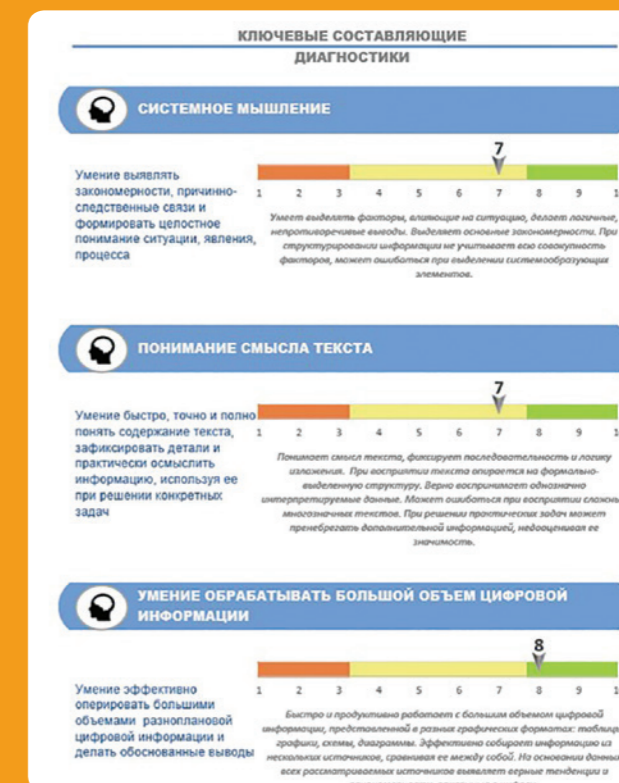 КЛЮЧЕВЫЕ СОСТАВЛЯЮЩИЕ
ДИАГНОСТИКИ
СИСТЕМНОЕ МЫШЛЕНИЕ
Умение выявлять
закономерности, причинно-
следственные связи и
формировать целостное
понимание ситуации, явления,
процесса
7
1 2 3 4 5 6 7 8 9 1
Умеет выделять факторы, влияющие на ситуацию, делает логичные,
непротиворечивые выводы. Выделяет основные закономерности. При
структурировании информации не учитывает всю совокупность
факторов, может ошибаться при выделении системообразующих
элементов.
ПОНИМАНИЕ СМЫСЛА ТЕКСТА
Умение быстро, точно и полно
понять содержание текста,
зафиксировать детали и
практически осмыслить
информацию, используя ее
при решении конкретных
задач
7
1 2 3 4 5 6 7 8 9 1
Понимает смысл текста, фиксирует последовательность и логику
изложения. При восприятии текста опирается на формально-
выделенную структуру. Верно воспринимает однозначно
интерпретируемые данные. Может ошибаться при восприятии сложны
многозначных текстов. При решении практических задач может
пренебрегать дополнительной информацией, недооценивая ее
значимость.
УМЕНИЕ ОБРАБАТЫВАТЬ БОЛЬШОЙ ОБЪЕМ ЦИФРОВОЙ
ИНФОРМАЦИИ
Умение эффективно
оперировать большими
объемами разноплановой
цифровой информации и
делать обоснованные выводы
8
1 2 3 4 5 6 7 8 9 1
Быстро и продуктивно работает с большим объемом цифровой
информации, представленной в разных графических форматах: таблицы
графики, схемы, диаграммы. Эффективно собирает информацию из
нескольких источников, сравнивая ее между собой. На основании данных
всех рассматриваемых источников выявляет верные тенденции и